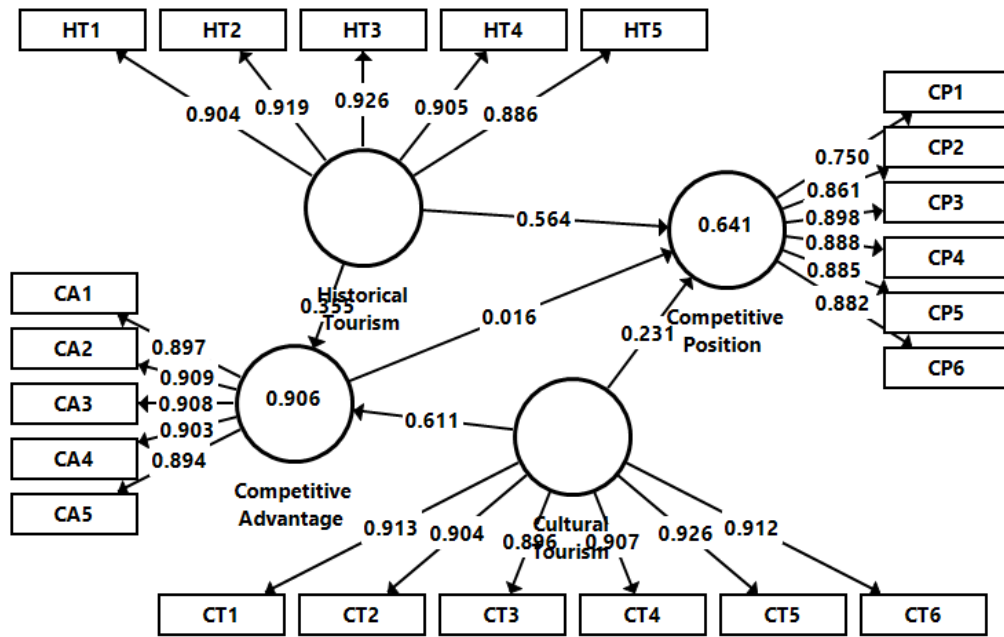 HT1 HT2 HT3 HT4 HT5
0.904 0.919 0.926 0.905 0.886
CP1
CP2
CP3
CP4
CP5
CP6
0.750
0.861
0.898
0.888
0.885
0.882
0.641
Competitive
Position
0.564
0.355
Historical
Tourism
0.016
0.231
CA1
CA2
CA3
CA4
CA5
0.897
0.909
0.908
0.903
0.894
0.906
Competitive
Advantage
0.611
Cultural
Tourism
0.913 0.904 0.896 0.907 0.926 0.912
CT1 CT2 CT3 CT4 CT5 CT6